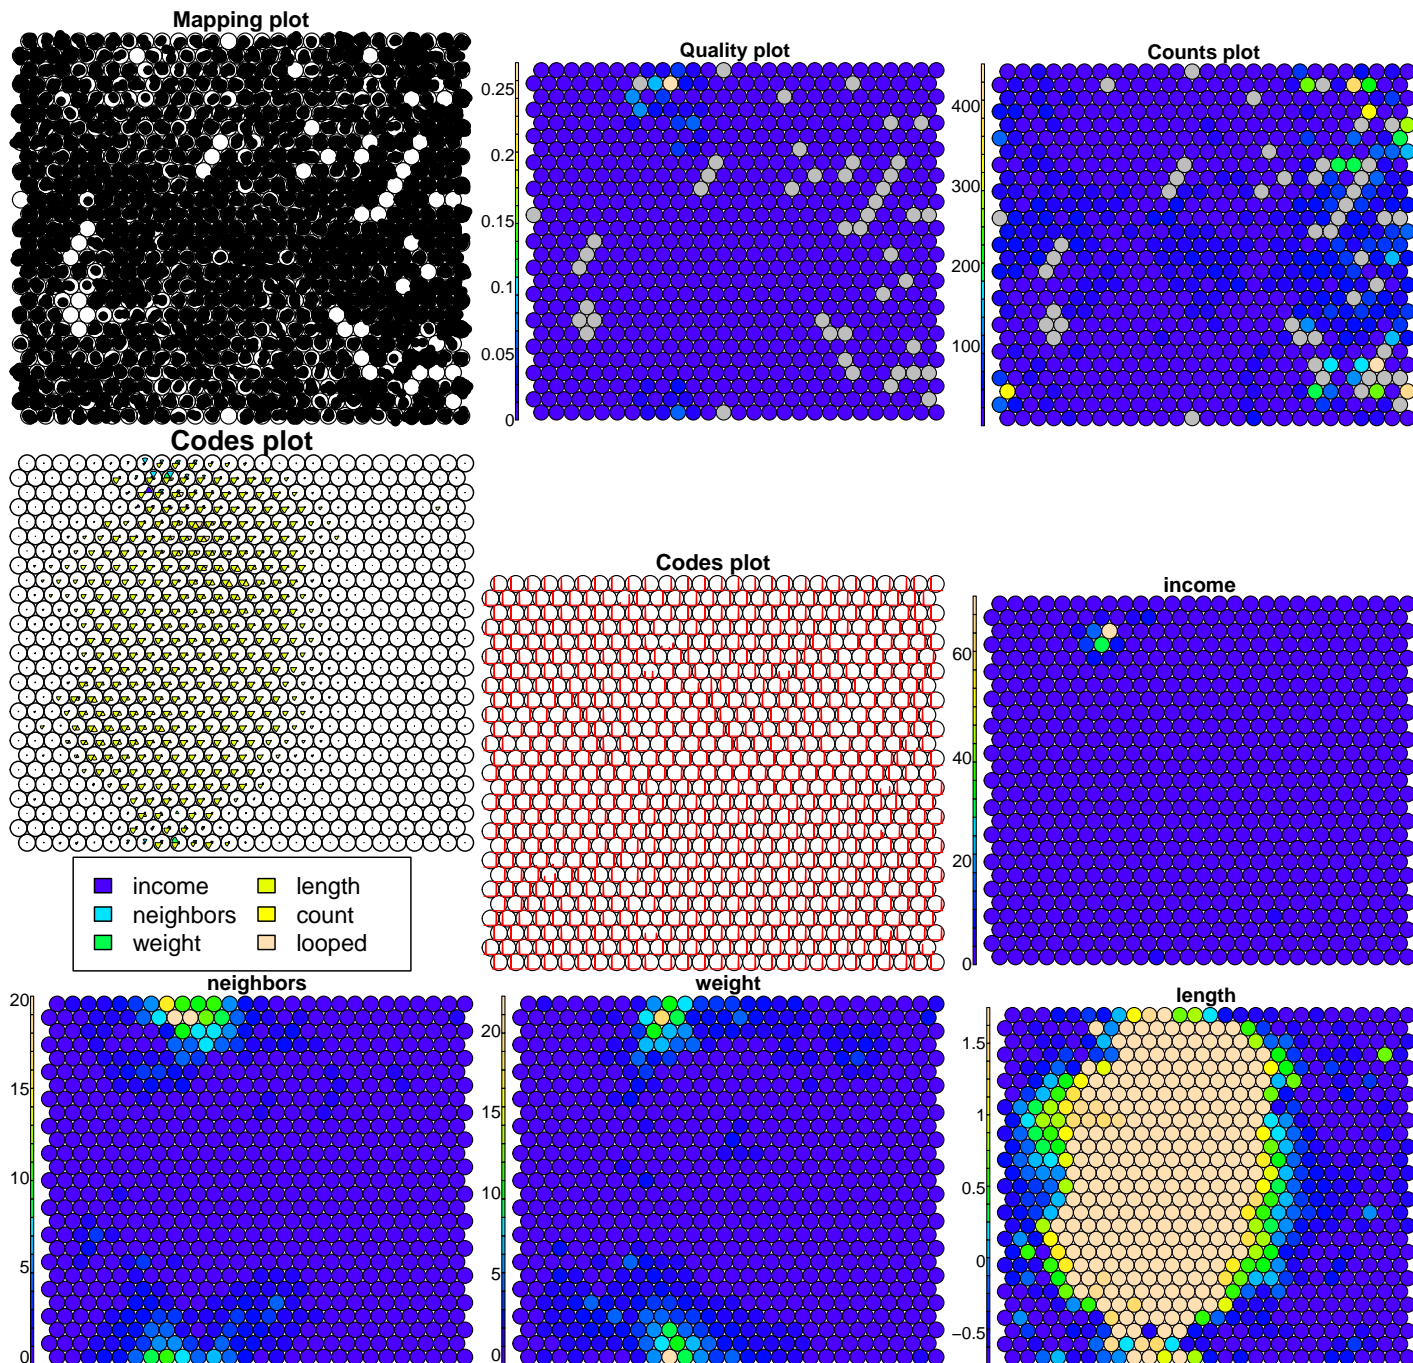 Mapping plot
Quality plot
0.25
0.2
0.15
0.1
0.05
0
Counts plot
400
300
200
100
Codes plot
income
neighbors
weight
length
count
looped
Codes plot
income
60
40
20
0
neighbors
20
15
10
5
0
weight
20
15
10
5
0
length
1.5
1
0.5
0
−0.5